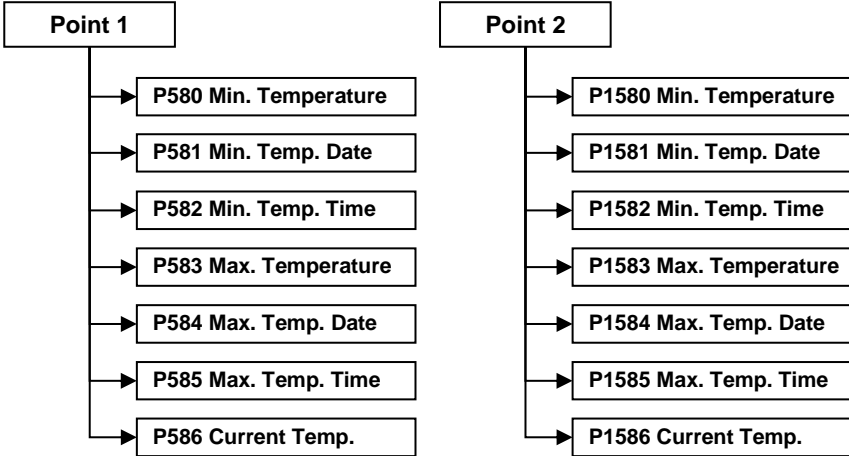 Point 1
P580 Min. Temperature
P581 Min. Temp. Date
P582 Min. Temp. Time
P583 Max. Temperature
P584 Max. Temp. Date
P585 Max. Temp. Time
P586 Current Temp.
Point 2
P1580 Min. Temperature
P1581 Min. Temp. Date
P1582 Min. Temp. Time
P1583 Max. Temperature
P1584 Max. Temp. Date
P1585 Max. Temp. Time
P1586 Current Temp.